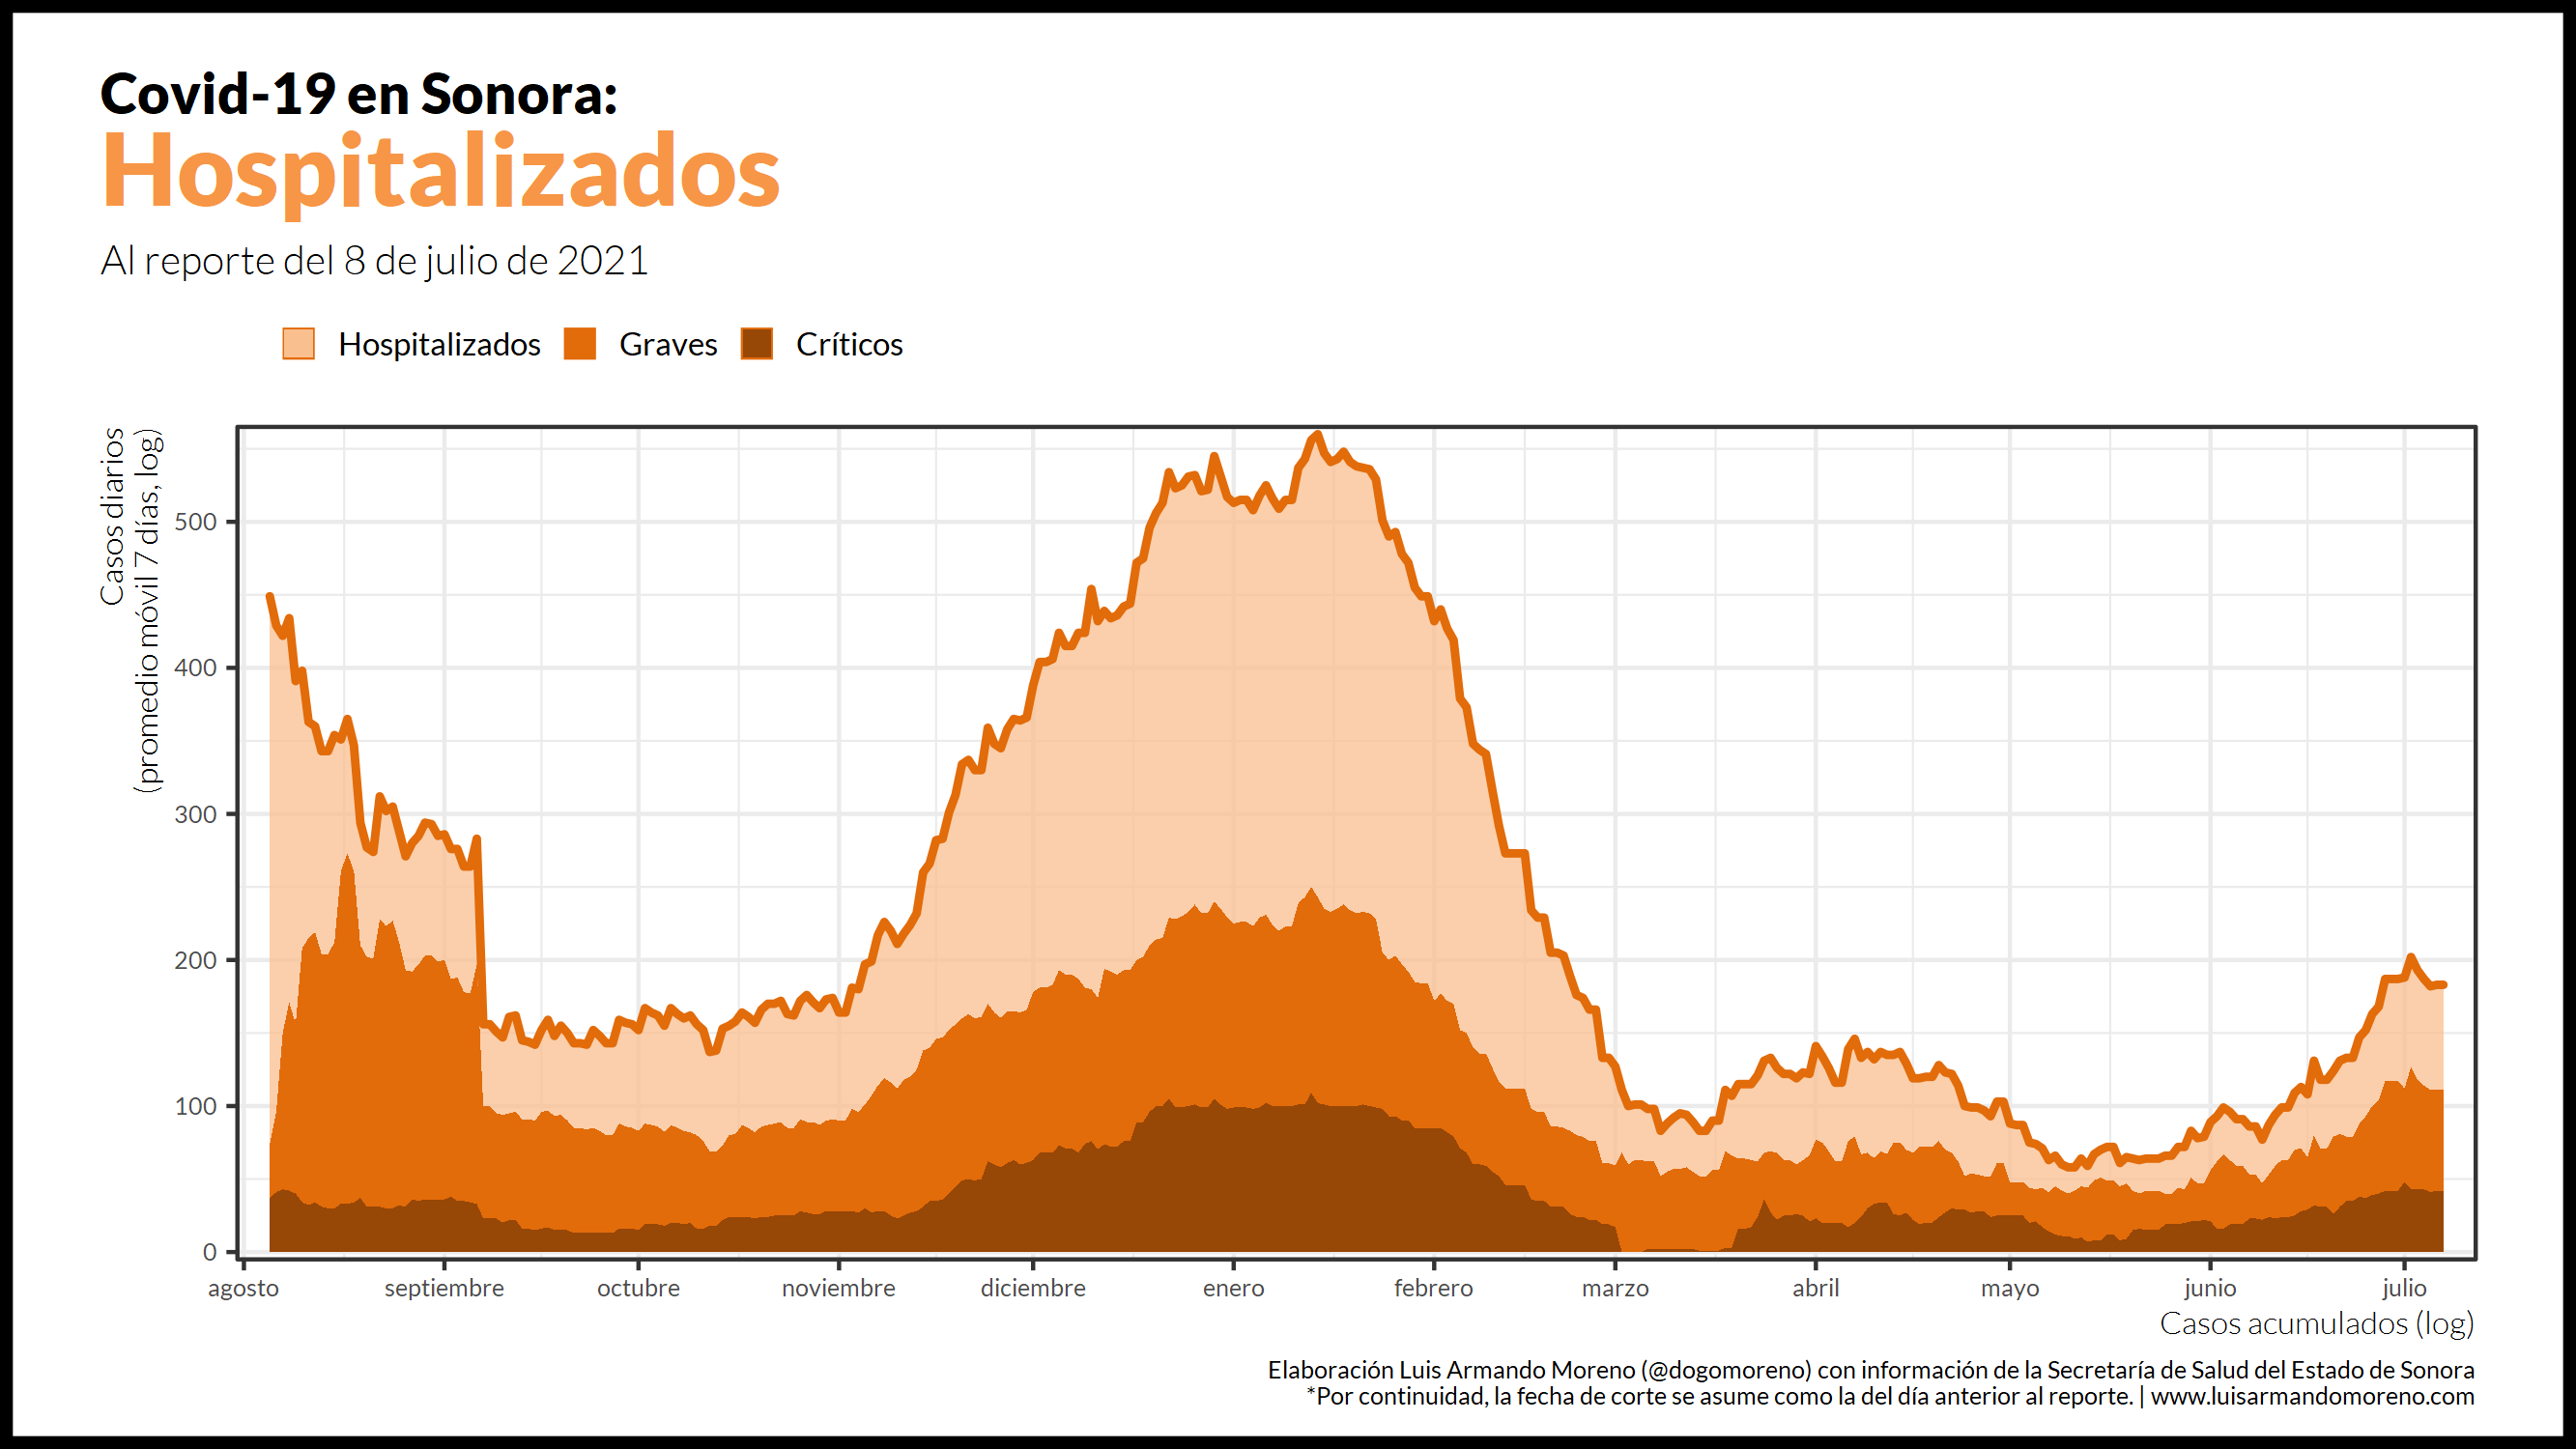 Covid-19 en Sonora:
Hospitalizados
Al reporte del 8 de julio de 2021
Hospitalizados Graves Críticos
Casos diarios
(promedio móvil 7 días, log)
500
400
300
200
100
0
agosto septiembre octubre noviembre diciembre enero febrero marzo abril mayo junio julio
Casos acumulados (log)
Elaboración Luis Armando Moreno (@dogomoreno) con información de la Secretaría de Salud del Estado de Sonora
*Por continuidad, la fecha de corte se asume como la del día anterior al reporte. | www.luisarmandomoreno.com